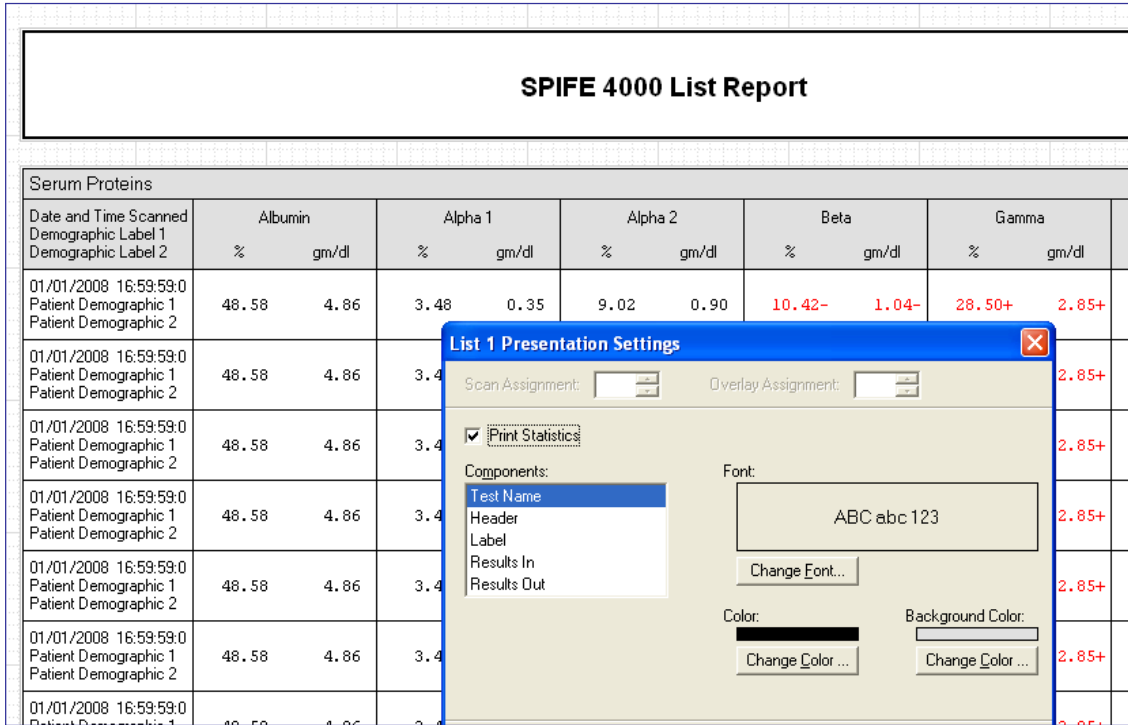 SPIFE 4000 List Report
Serum Proteins
Date and Time Scanned Albumin Alpha 1 Alpha 2 Beta Gamma
Demographic Label 1
Demographic Label 2 % gm/dl % gm/dl % gm/dl % gm/dl % gm/dl
01/01/2008 16:59:59:0
Patient Demographic 1 48.58 4.86 3.48 0.35 9.02 0.90 10.42- 1.04- 28.50+ 2.85+
Patient Demographic 2
List 1 Presentation Settings
01/01/2008 16:59:59:0
Patient Demographic 1 48.58 4.86 3.4 2.85+
Patient Demographic 2
Scan Assignment: Overlay Assignment:
01/01/2008 16:59:59:0
Patient Demographic 1 48.58 4.86 3.4 2.85+
Patient Demographic 2
Print Statistics
Components: Font:
Test Name
Header
Label
Results In
Results Out
ABC abc 123
Change Font...
Color: Background Color:
Change Color ... Change Color ...
01/01/2008 16:59:59:0
Patient Demographic 1 48.58 4.86 3.4 2.85+
Patient Demographic 2
01/01/2008 16:59:59:0
Patient Demographic 1 48.58 4.86 3.4 2.85+
Patient Demographic 2
01/01/2008 16:59:59:0
Patient Demographic 1 48.58 4.86 3.4 2.85+
Patient Demographic 2
01/01/2008 16:59:59:0